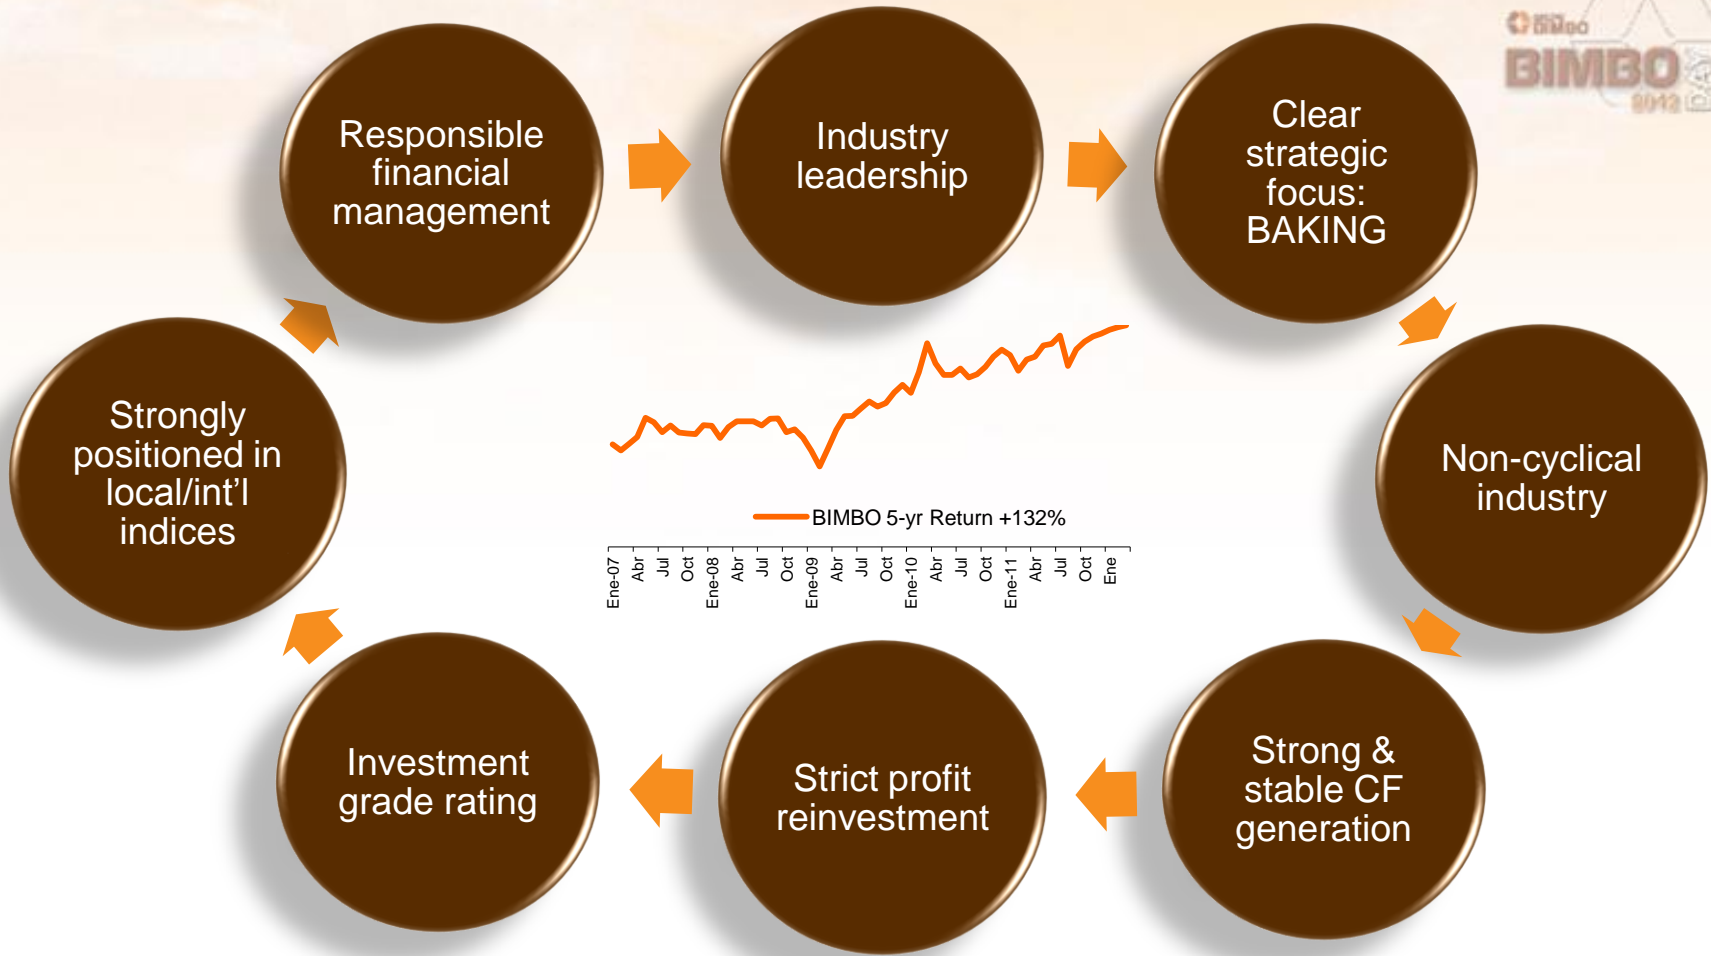 BIMBO
BIMBO
2012
DAY
Responsible
financial
management
Industry
leadership
Clear
strategic
focus:
BAKING
Strongly
positioned in
local/int'l
indices
Non-cyclical
industry
BIMBO 5-yr Return +132%
Ene-07
Abr
Jul
Oct
Ene-08
Abr
Jul
Oct
Ene-09
Abr
Jul
Oct
Ene-10
Abr
Jul
Oct
Ene-11
Abr
Jul
Oct
Ene
Investment
grade rating
Strict profit
reinvestment
Strong &
stable CF
generation